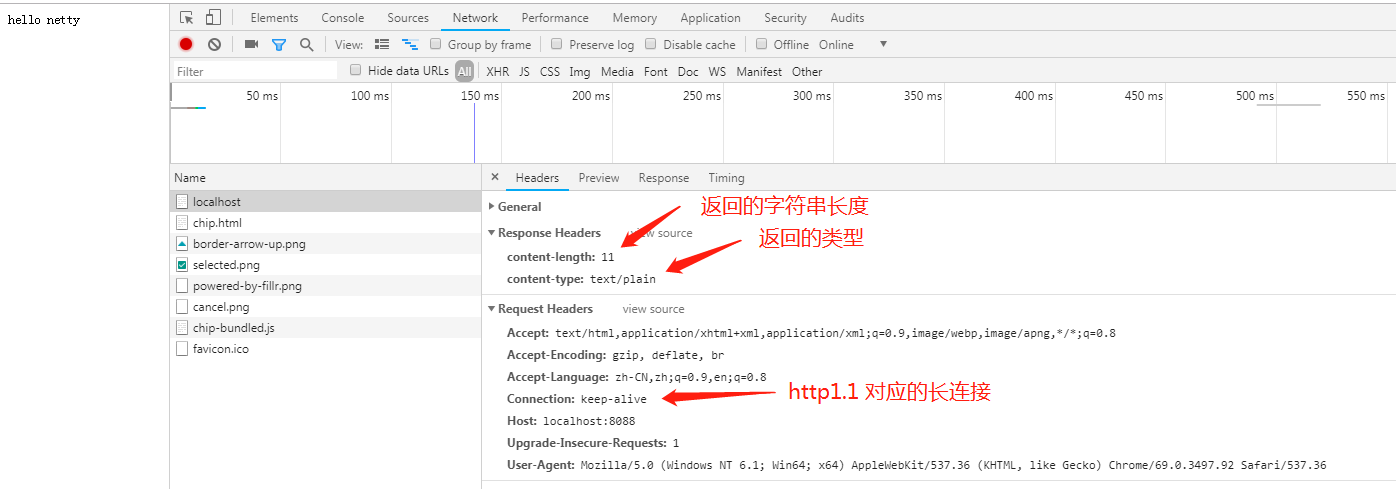 hello netty
Elements Console Sources Network Performance Memory Application Security Audits
View: Group by frame Preserve log Disable cache Offline Online
Filter Hide data URLs All XHR JS CSS Img Media Font Doc WS Manifest Other
50 ms 100 ms 150 ms 200 ms 250 ms 300 ms 350 ms 400 ms 450 ms 500 ms 550 ms
Name
localhost
chip.html
border-arrow-up.png
selected.png
powered-by-fillr.png
cancel.png
chip-bundled.js
favicon.ico
× Headers Preview Response Timing
General
返回的字符串长度
Response Headers view source
返回的类型
content-length: 11
content-type: text/plain
Request Headers view source
Accept: text/html,application/xhtml+xml,application/xml;q=0.9,image/webp,image/apng,*/*;q=0.8
Accept-Encoding: gzip, deflate, br
Accept-Language: zh-CN,zh;q=0.9,en;q=0.8
Connection: keep-alive
http1.1 对应的长连接
Host: localhost:8088
Upgrade-Insecure-Requests: 1
User-Agent: Mozilla/5.0 (Windows NT 6.1; Win64; x64) AppleWebKit/537.36 (KHTML, like Gecko) Chrome/69.0.3497.92 Safari/537.36